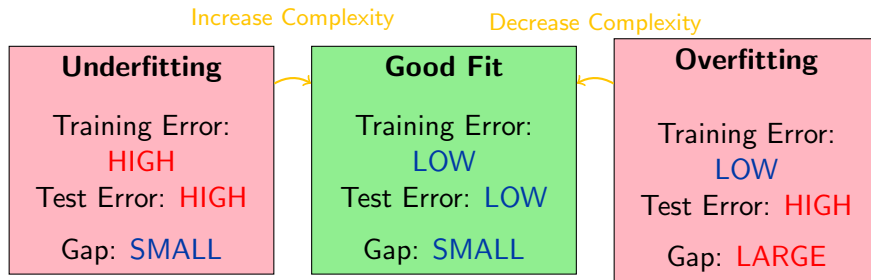 Increase Complexity
Decrease Complexity
Underfitting
Training Error:
HIGH
Test Error: HIGH
Gap: SMALL
Good Fit
Training Error:
LOW
Test Error: LOW
Gap: SMALL
Overfitting
Training Error:
LOW
Test Error: HIGH
Gap: LARGE